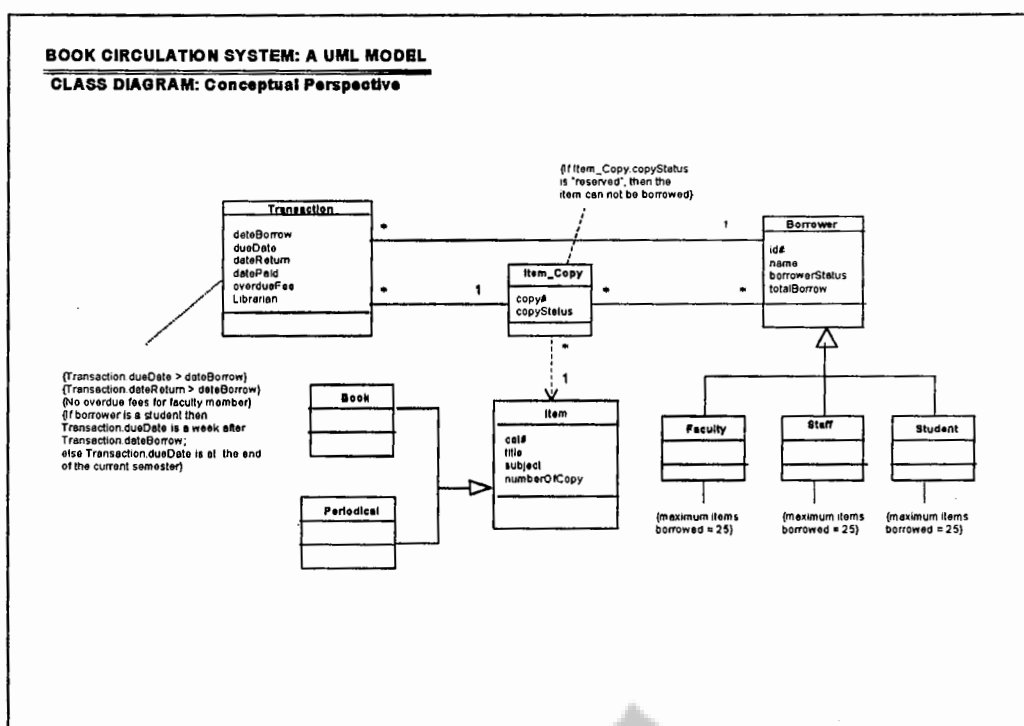 BOOK CIRCULATION SYSTEM: A UML MODEL
CLASS DIAGRAM: Conceptual Perspective
{If Item_Copy.copyStatus
is "reserved", then the
item can not be borrowed}
Transaction
dateBorrow
dueDate
dateReturn
datePaid
overdueFee
Librarian
*
1
Borrower
id#
name
borrowerStatus
totalBorrow
*
1
Item_Copy
copy#
copyStatus
*
*
*
1
{Transaction.dueDate > dateBorrow}
{Transaction.dateReturn > dateBorrow}
{No overdue fees for faculty member}
{If borrower is a student then
Transaction.dueDate is a week after
Transaction.dateBorrow;
else Transaction.dueDate is at the end
of the current semester}
Book
Periodical
Item
call#
title
subject
numberOfCopy
Faculty
Staff
Student
{maximum items
borrowed = 25}
{maximum items
borrowed = 25}
{maximum items
borrowed = 25}